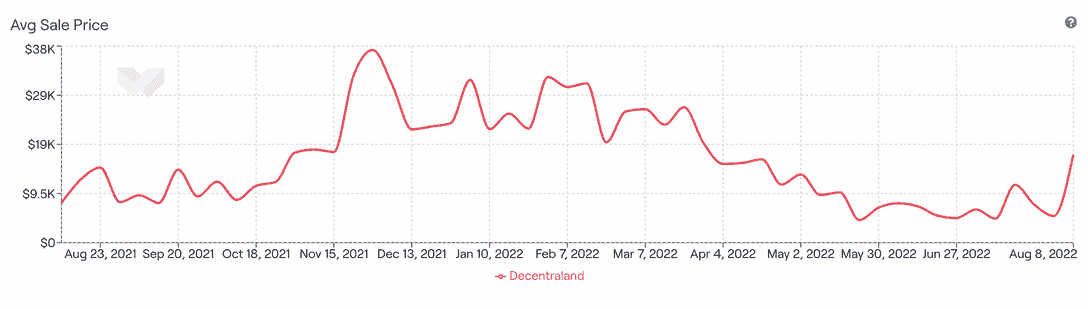 Avg Sale Price
?
$38K
$29K
$19K
$9.5K
$0
Aug 23, 2021 Sep 20, 2021 Oct 18, 2021 Nov 15, 2021 Dec 13, 2021 Jan 10, 2022 Feb 7, 2022 Mar 7, 2022 Apr 4, 2022 May 2, 2022 May 30, 2022 Jun 27, 2022 Aug 8, 2022
Decentraland